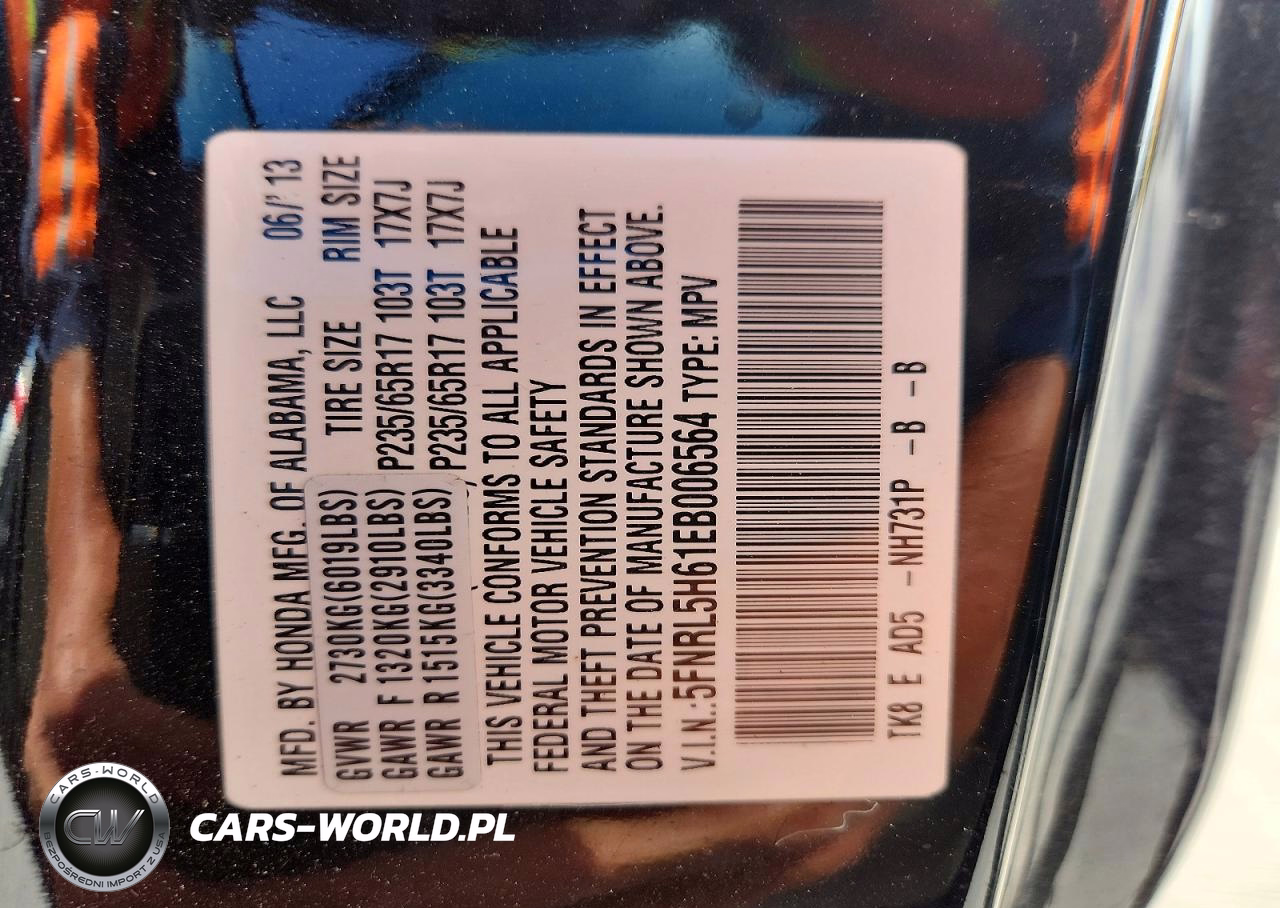 MFD. BY HONDA MFG. OF ALABAMA, LLC 06/'13
TIRE SIZE RIM SIZE
GVWR 2730KG(6019LBS)
GAWR F 1320KG(2910LBS) P235/65R17 103T 17X7J
GAWR R 1515KG(3340LBS) P235/65R17 103T 17X7J
THIS VEHICLE CONFORMS TO ALL APPLICABLE
FEDERAL MOTOR VEHICLE SAFETY
AND THEFT PREVENTION STANDARDS IN EFFECT
ON THE DATE OF MANUFACTURE SHOWN ABOVE.
V.I.N.:5FNRL5H61EB006564 TYPE: MPV
TK8 E AD5 -NH731P -B -B
CARS-WORLD
CW
BEZPOŚREDNI IMPORT Z USA
CARS-WORLD.PL